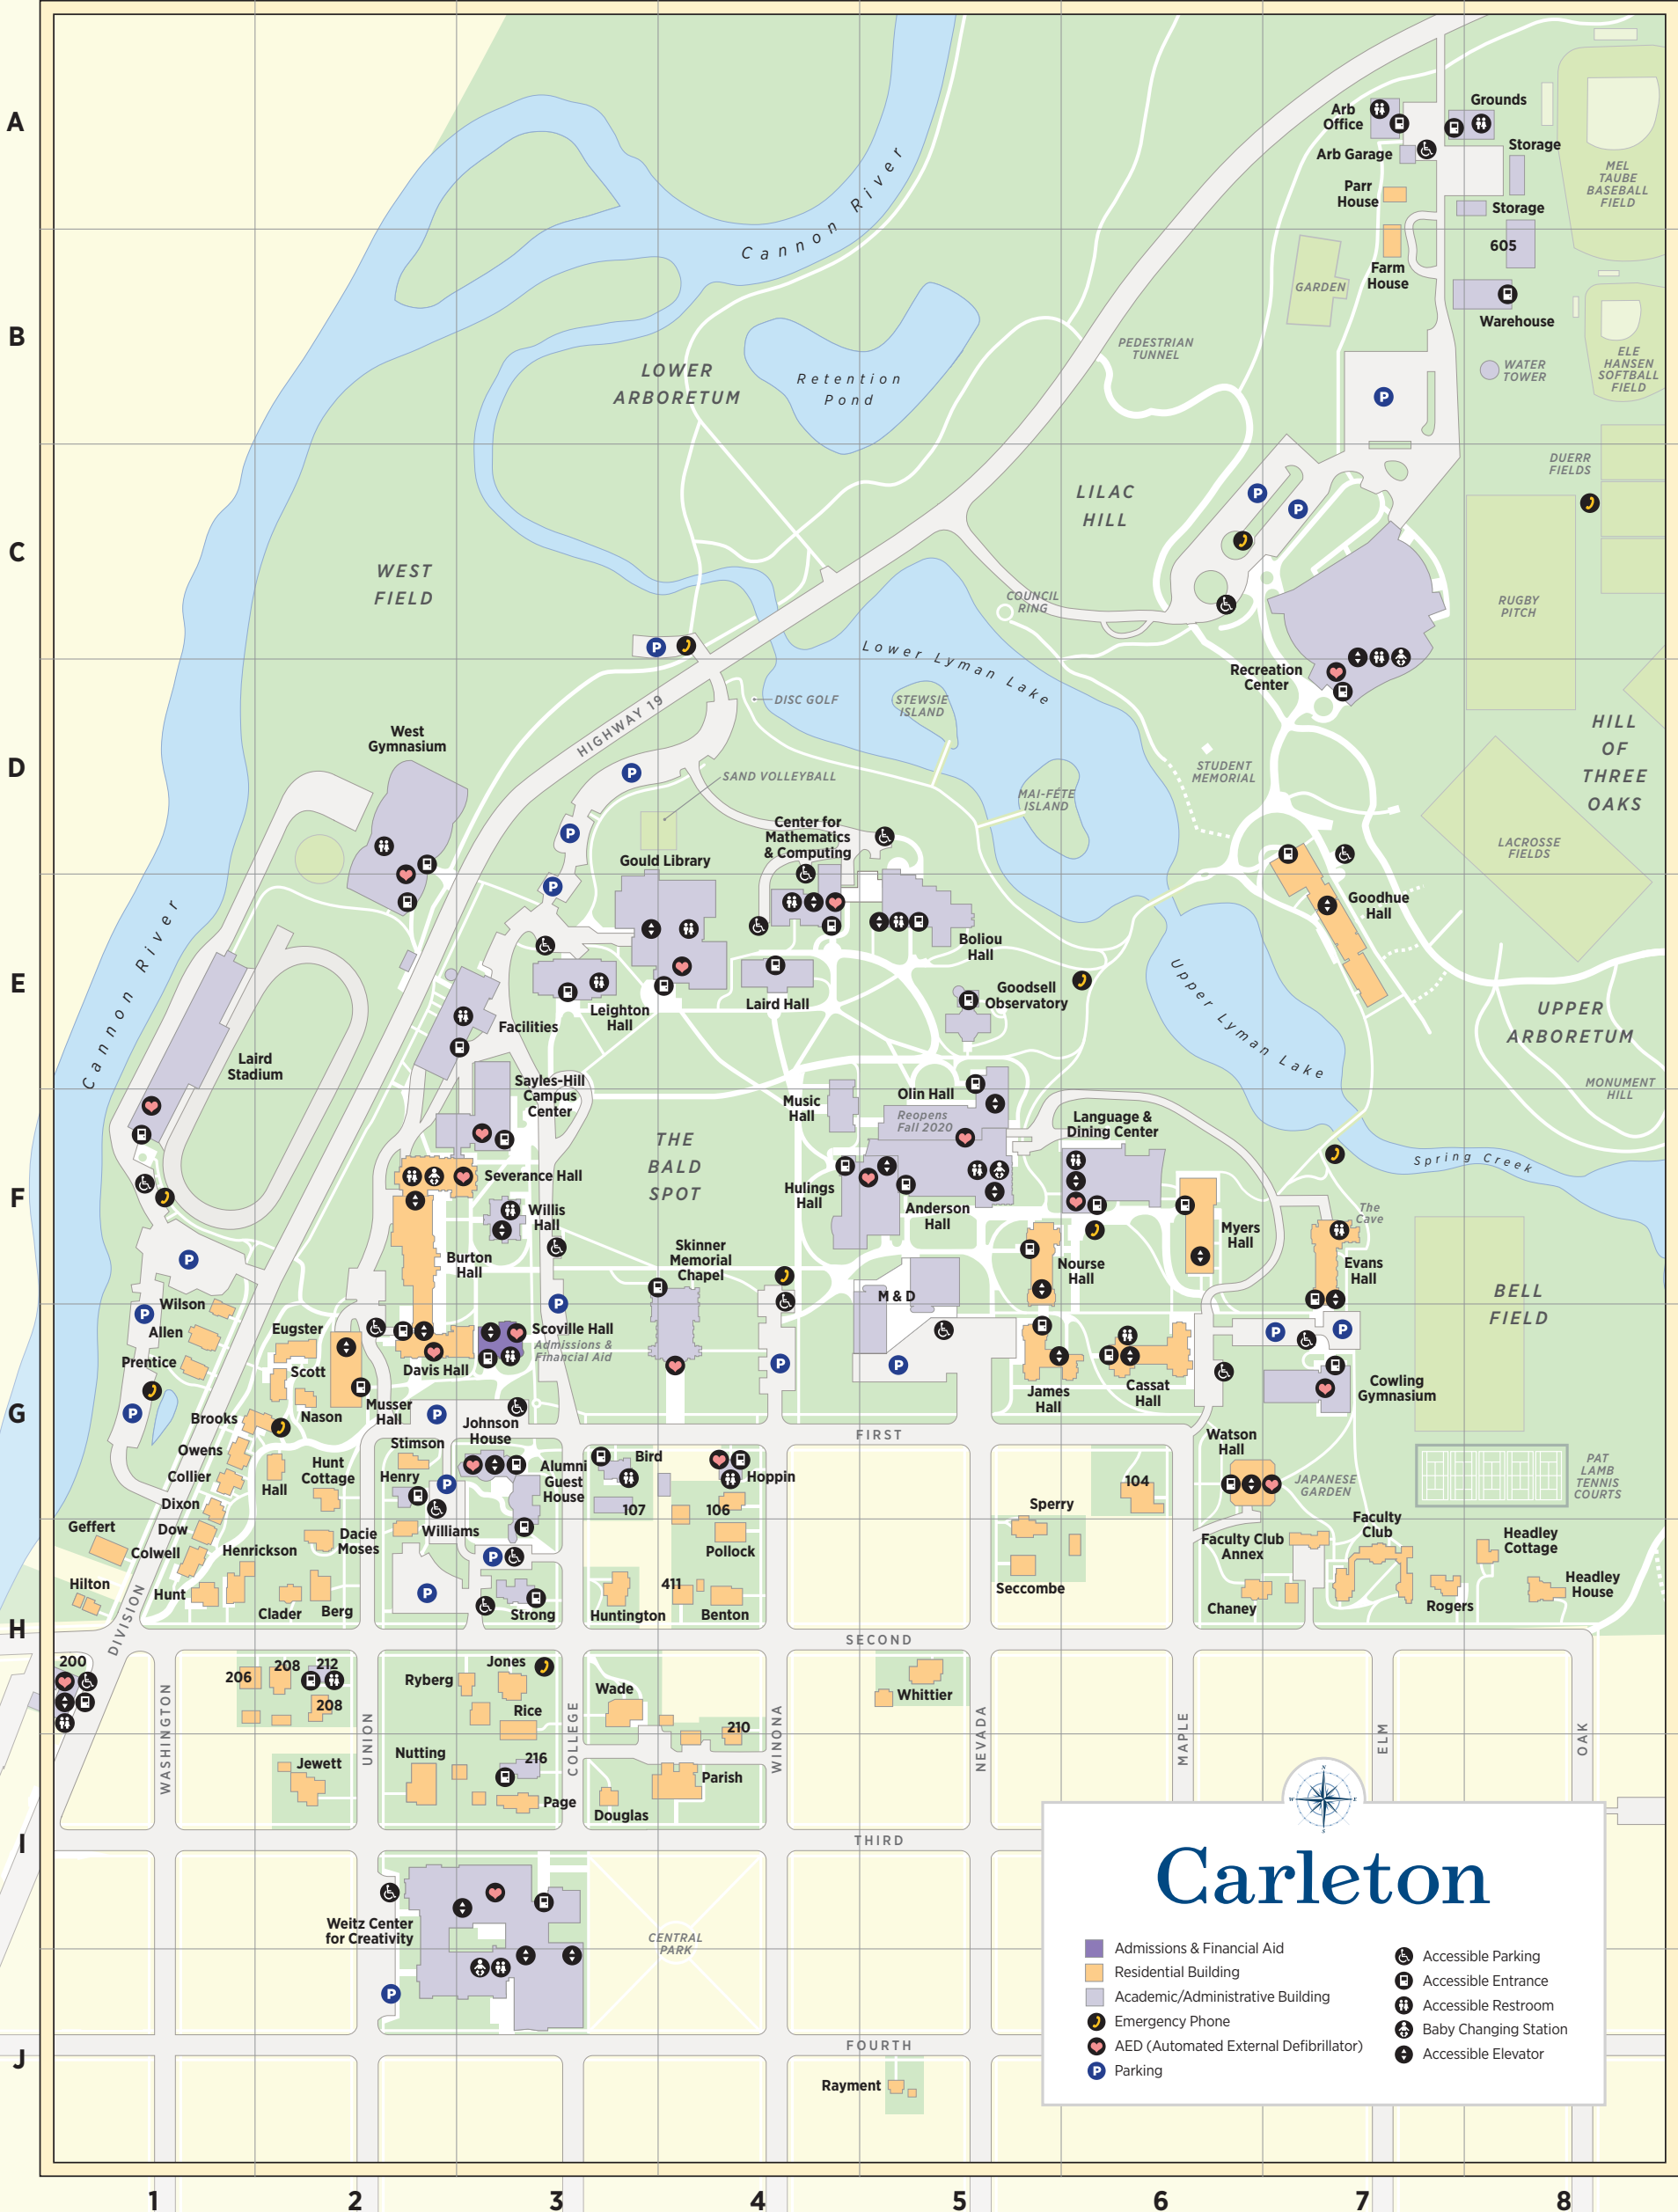 A
B
C
D
E
F
G
H
I
J
1
2
3
4
5
6
7
8
Arb
Office
Grounds
Arb Garage
Storage
Parr
House
Storage
605
Farm
House
Warehouse
MEL
TAUBE
BASEBALL
FIELD
GARDEN
WATER
TOWER
ELE
HANSEN
SOFTBALL
FIELD
PEDESTRIAN
TUNNEL
Cannon River
LOWER
ARBORETUM
Retention
Pond
P
LILAC
HILL
DUERR
FIELDS
P
P
WEST
FIELD
COUNCIL
RING
RUGBY
PITCH
P
Lower Lyman Lake
Recreation
Center
HIGHWAY 19
DISC GOLF
STEWSIE
ISLAND
HILL
OF
THREE
OAKS
West
Gymnasium
P
SAND VOLLEYBALL
STUDENT
MEMORIAL
MAI-FÊTE
ISLAND
P
Center for
Mathematics
& Computing
Gould Library
LACROSSE
FIELDS
P
Goodhue
Hall
Cannon River
Boliou
Hall
Leighton
Hall
Laird Hall
Goodsell
Observatory
Upper Lyman Lake
UPPER
ARBORETUM
Facilities
Laird
Stadium
Sayles-Hill
Campus
Center
Music
Hall
Olin Hall
Reopens
Fall 2020
Language &
Dining Center
MONUMENT
HILL
THE
BALD
SPOT
Spring Creek
Severance Hall
Hulings
Hall
Anderson
Hall
Willis
Hall
The
Cave
Myers
Hall
Burton
Hall
Skinner
Memorial
Chapel
Nourse
Hall
Evans
Hall
P
M & D
BELL
FIELD
Wilson
P
P
Allen
Eugster
Scoville Hall
Admissions &
Financial Aid
P
P
Prentice
Scott
Davis Hall
P
P
James
Hall
Cassat
Hall
Cowling
Gymnasium
P
Brooks
Nason
Musser
Hall
P
Johnson
House
FIRST
Owens
Stimson
Watson
Hall
Collier
Hall
Hunt
Cottage
Henry
P
Alumni
Guest
House
Bird
Hoppin
104
JAPANESE
GARDEN
PAT
LAMB
TENNIS
COURTS
Dixon
107
106
Sperry
Geffert
Dow
Dacie
Moses
Williams
Faculty Club
Annex
Faculty
Club
Headley
Cottage
Colwell
Henrickson
P
Pollock
Hilton
Hunt
Clader
Berg
P
Strong
Huntington
411
Benton
Seccombe
Chaney
Rogers
Headley
House
DIVISION
SECOND
200
206
208
212
208
Ryberg
Jones
Rice
Wade
210
Whittier
WASHINGTON
UNION
COLLEGE
WINONA
NEVADA
MAPLE
ELM
OAK
Jewett
Nutting
216
Page
Parish
Douglas
THIRD
Weitz Center
for Creativity
CENTRAL
PARK
P
FOURTH
Rayment
N
W
E
S
Carleton
Admissions & Financial Aid
Residential Building
Academic/Administrative Building
Emergency Phone
AED (Automated External Defibrillator)
P Parking
Accessible Parking
Accessible Entrance
Accessible Restroom
Baby Changing Station
Accessible Elevator